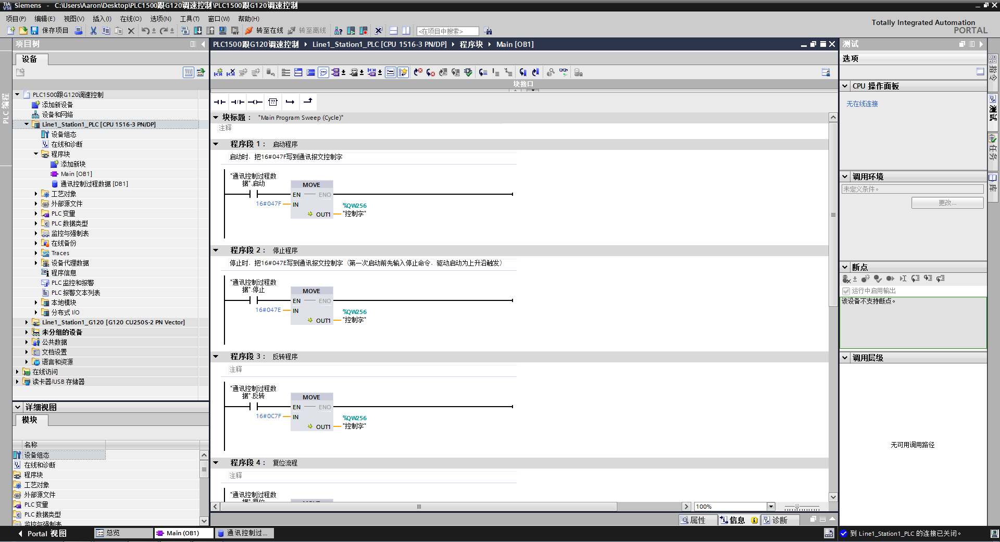 Siemens - C:\Users\Aaron\Desktop\PLC1500跟G120调速控制\PLC1500跟G120调速控制
项目(P) 编辑(E) 视图(V) 插入(I) 在线(O) 选项(N) 工具(T) 窗口(W) 帮助(H)
Totally Integrated Automation
PORTAL
保存项目 转至在线 转至离线 <在项目中搜索>
项目树
设备
PLC 编程
PLC1500跟G120调速控制
添加新设备
设备和网络
Line1_Station1_PLC [CPU 1516-3 PN/DP]
设备组态
在线和诊断
程序块
添加新块
Main [OB1]
通讯控制过程数据 [DB1]
工艺对象
外部源文件
PLC 变量
PLC 数据类型
监控与强制表
在线备份
Traces
设备代理数据
程序信息
PLC 监控和报警
PLC 报警文本列表
本地模块
分布式 I/O
Line1_Station1_G120 [G120 CU250S-2 PN Vector]
未分组的设备
公共数据
文档设置
语言和资源
在线访问
读卡器/USB 存储器
详细视图
模块
名称
设备组态
在线和诊断
程序块
工艺对象
外部源文件
PLC 变量
PLC 数据类型
监控与强制表
PLC1500跟G120调速控制 Line1_Station1_PLC [CPU 1516-3 PN/DP] 程序块 Main [OB1]
块接口
块标题： "Main Program Sweep (Cycle)"
注释
程序段 1： 启动程序
启动时，把16#047F写到通讯报文控制字
"通讯控制过程数
据".启动
MOVE
EN ENO
16#047F IN
%QW256
OUT1 "控制字"
程序段 2： 停止程序
停止时，把16#047E写到通讯报文控制字（第一次启动前先输入停止命令，驱动启动为上升沿触发）
"通讯控制过程数
据".停止
MOVE
EN ENO
16#047E IN
%QW256
OUT1 "控制字"
程序段 3： 反转程序
注释
"通讯控制过程数
据".反转
MOVE
EN ENO
16#0C7F IN
%QW256
OUT1 "控制字"
程序段 4： 复位流程
注释
"通讯控制过程数
据".复位
MOVE
100%
属性 信息 诊断
测试
选项
CPU 操作面板
无在线连接
调用环境
未定义条件。
更改...
断点
运行中启用输出
该设备不支持断点。
调用层级
无可用调用路径
指令
测试
任务
库
Portal 视图 总览 Main (OB1) 通讯控制过...
到 Line1_Station1_PLC 的连接已关闭。